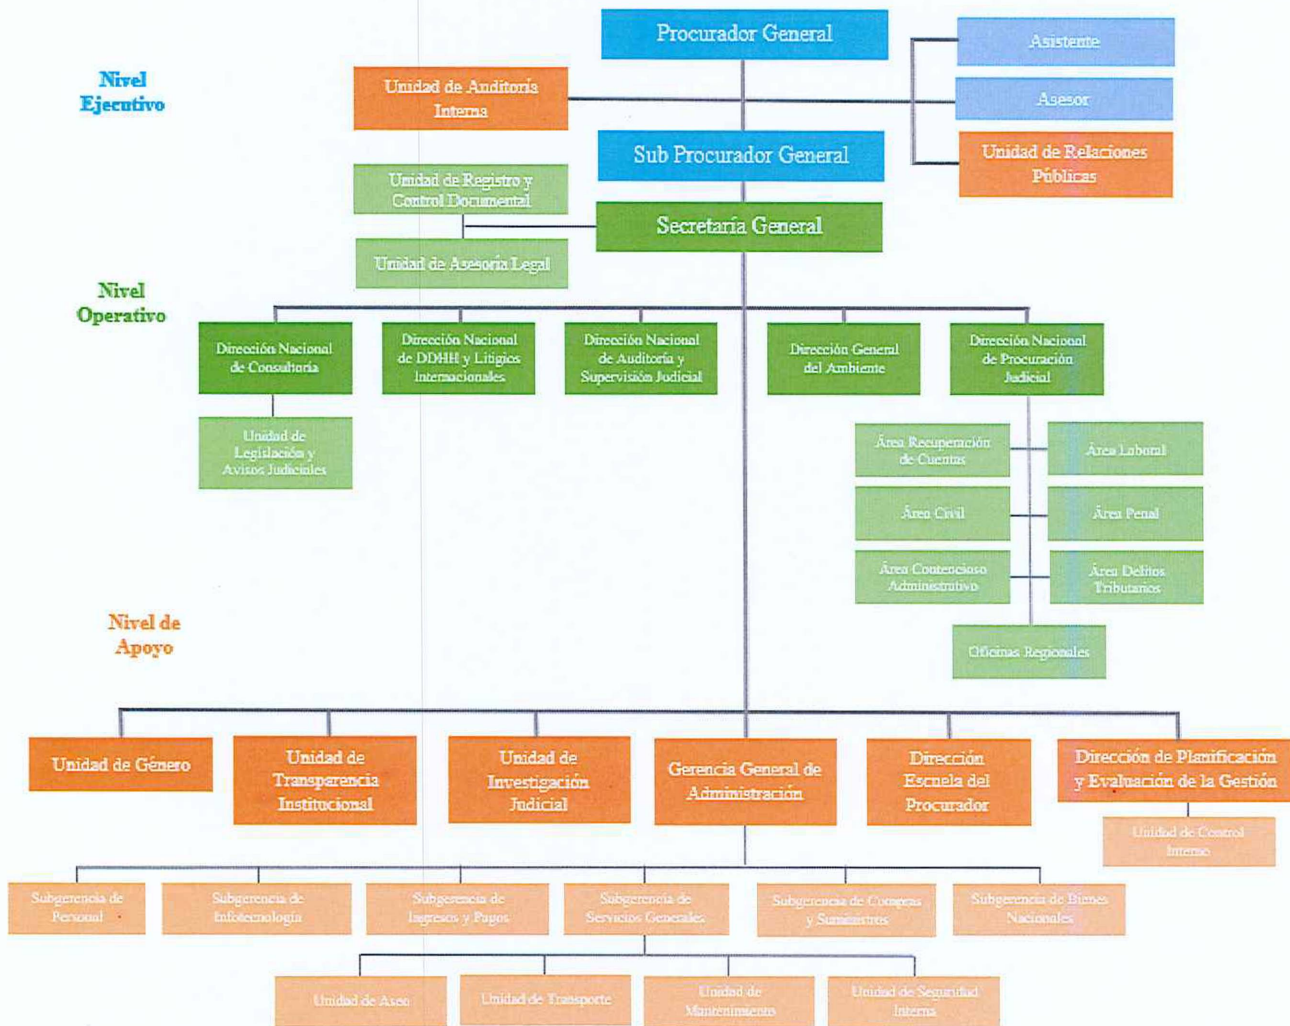 Procurador General
Asistente
Nivel
Ejecutivo
Unidad de Auditoría
Interna
Asesor
Sub Procurador General
Unidad de Relaciones
Públicas
Unidad de Registro y
Control Documental
Secretaría General
Unidad de Asesoría Legal
Nivel
Operativo
Dirección Nacional
de Consultoría
Dirección Nacional
de DDHH y Litigios
Internacionales
Dirección Nacional
de Auditoría y
Supervisión Judicial
Dirección General
del Ambiente
Dirección Nacional
de Procuración
Judicial
Unidad de
Legislación y
Avisos Judiciales
Área Recuperación
de Cuentas
Área Laboral
Área Civil
Área Penal
Área Contencioso
Administrativo
Área Delitos
Tributarios
Nivel de
Apoyo
Oficinas Regionales
Unidad de Género
Unidad de
Transparencia
Institucional
Unidad de
Investigación
Judicial
Gerencia General de
Administración
Dirección
Escuela del
Procurador
Dirección de Planificación
y Evaluación de la Gestión
Unidad de Control
Interno
Subgerencia de
Personal
Subgerencia de
Infotecnología
Subgerencia de
Ingresos y Pagos
Subgerencia de
Servicios Generales
Subgerencia de Compras
y Suministros
Subgerencia de Bienes
Nacionales
Unidad de Aseo
Unidad de Transporte
Unidad de
Mantenimiento
Unidad de Seguridad
Interna